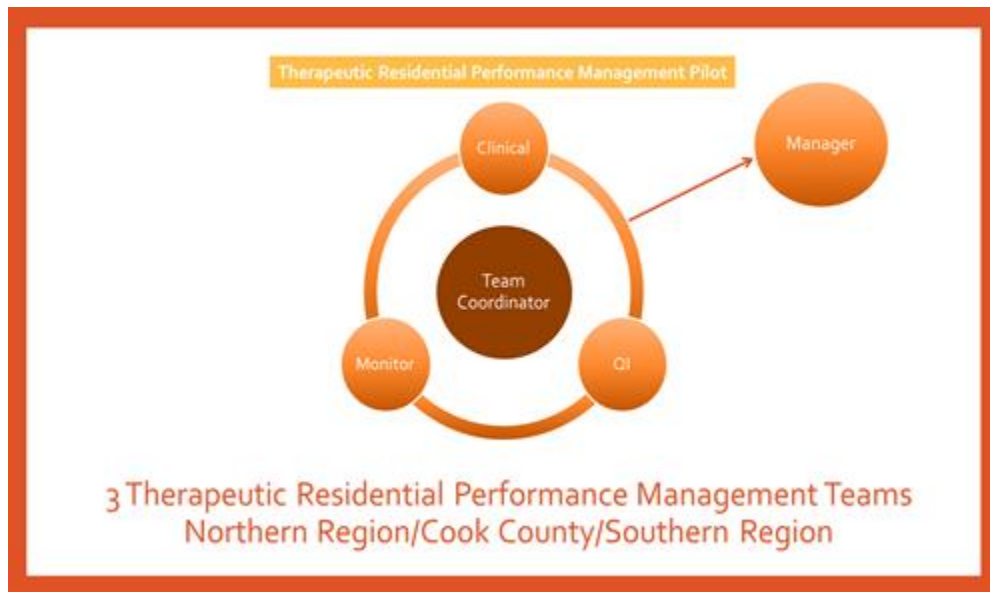 Therapeutic Residential Performance Management Pilot
Clinical
Manager
Team
Coordinator
Monitor
QI
3 Therapeutic Residential Performance Management Teams
Northern Region/Cook County/Southern Region